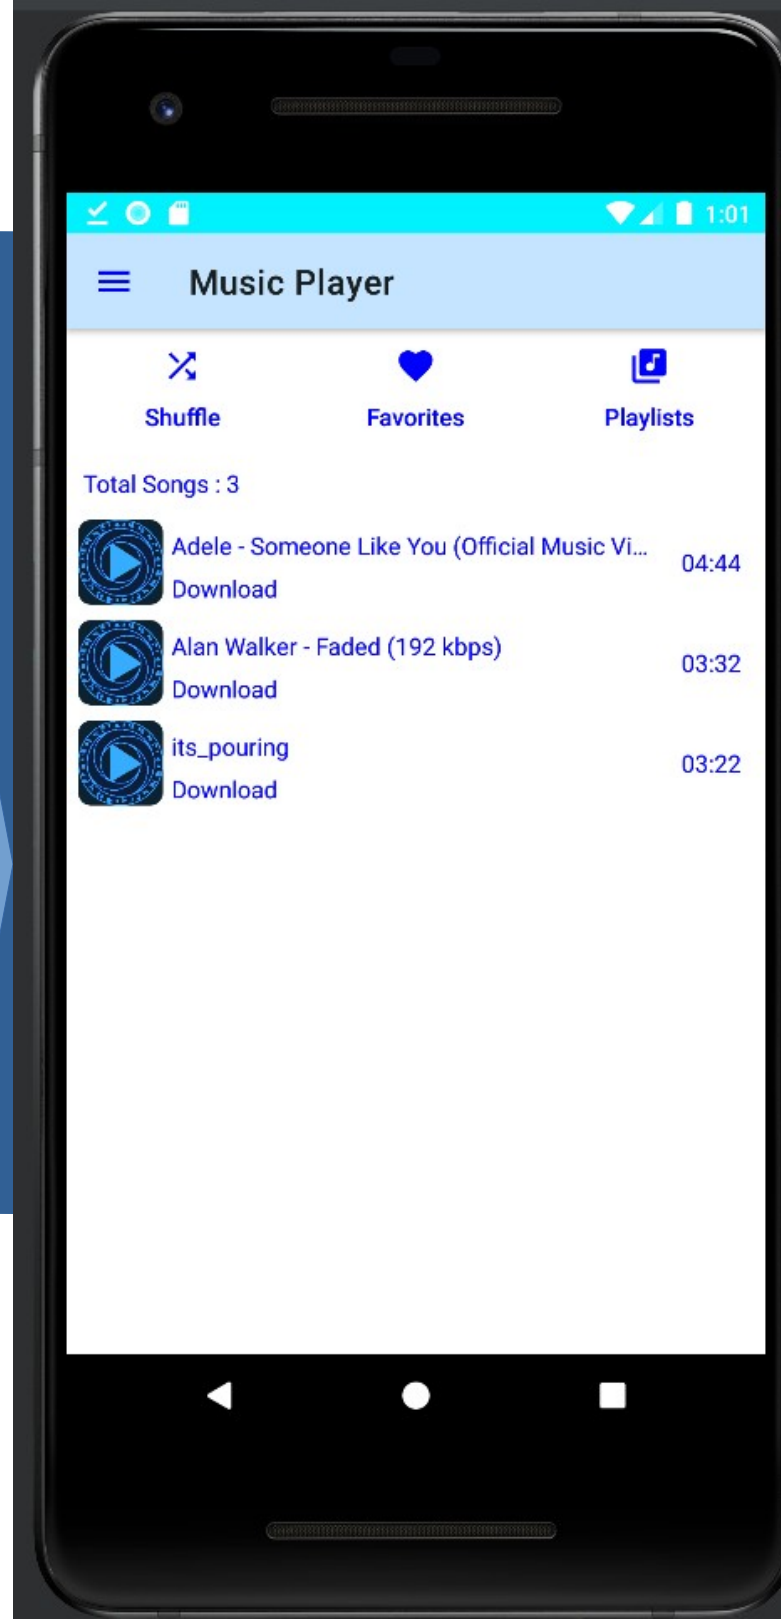 1:01
Music Player
Shuffle Favorites Playlists
Total Songs : 3
Adele - Someone Like You (Official Music Vi...
04:44
Download
Alan Walker - Faded (192 kbps)
03:32
Download
its_pouring
03:22
Download